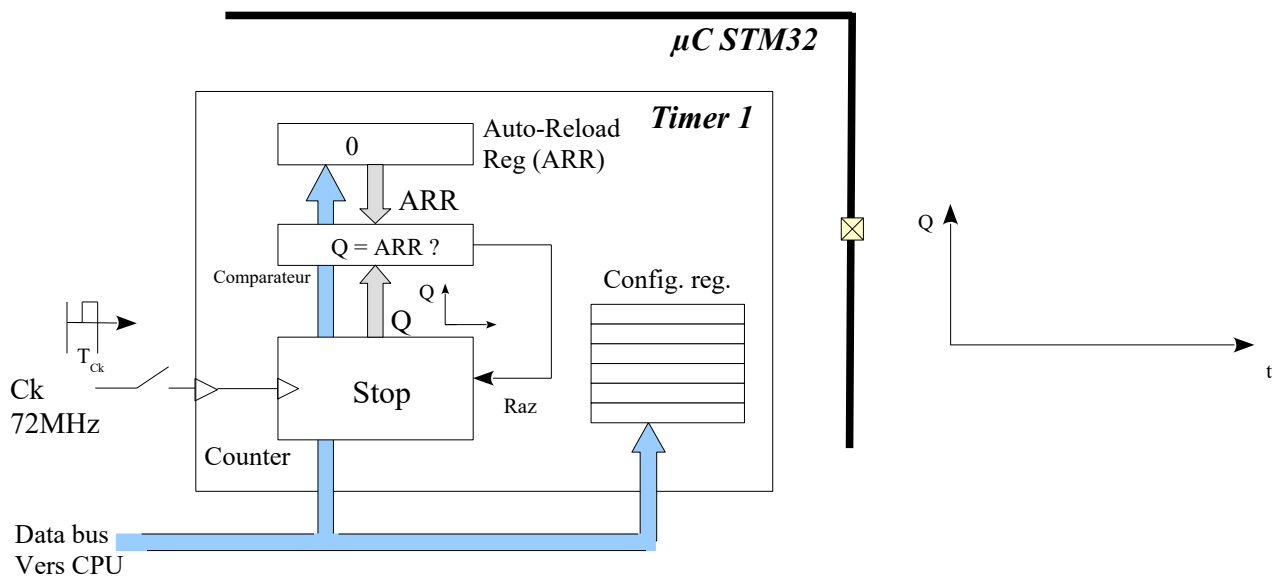 µC STM32
Timer 1
0
Auto-Reload
Reg (ARR)
ARR
Q = ARR ?
Comparateur
Config. reg.
Q
Q
Q
t
T Ck
Ck
72MHz
Stop
Raz
Counter
Data bus
Vers CPU